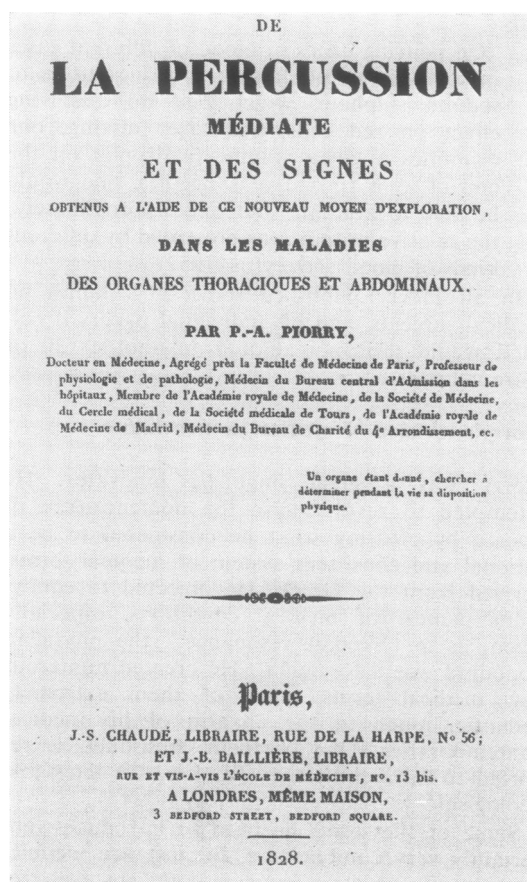 DE
LA PERCUSSION
MÉDIATE
ET DES SIGNES
OBTENUS A L'AIDE DE CE NOUVEAU MOYEN D'EXPLORATION,
DANS LES MALADIES
DES ORGANES THORACIQUES ET ABDOMINAUX.
PAR P.-A. PIORRY,
Docteur en Médecine, Agrégé près la Faculté de Médecine de Paris, Professeur de
physiologie et de pathologie, Médecin du Bureau central d'Admission dans les
hôpitaux, Membre de l'Académie royale de Médecine, de la Société de Médecine,
du Cercle médical, de la Société médicale de Tours, de l'Académie royale de
Médecine de Madrid, Médecin du Bureau de Charité du 4e Arrondissement, ec.
Un organe étant donné, chercher à
déterminer pendant la vie sa disposition
physique.
Paris,
J.-S. CHAUDÉ, LIBRAIRE, RUE DE LA HARPE, No 56;
ET J.-B. BAILLIÈRE, LIBRAIRE,
RUE ET VIS-A-VIS L'ÉCOLE DE MÉDECINE, No. 13 bis.
A LONDRES, MÊME MAISON,
3 BEDFORD STREET, BEDFORD SQUARE.
1828.